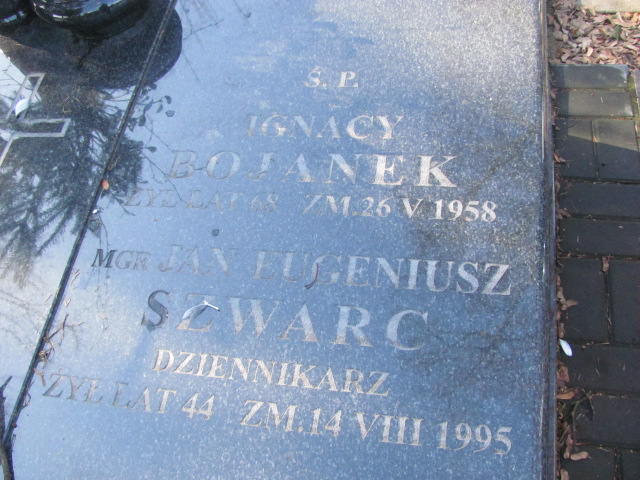 Ś. P.
IGNACY
BOJANEK
ŻYŁ LAT 68 ZM. 26 V 1958
MGR JAN EUGENIUSZ
SZWARC
DZIENNIKARZ
ŻYŁ LAT 44 ZM. 14 VIII 1995